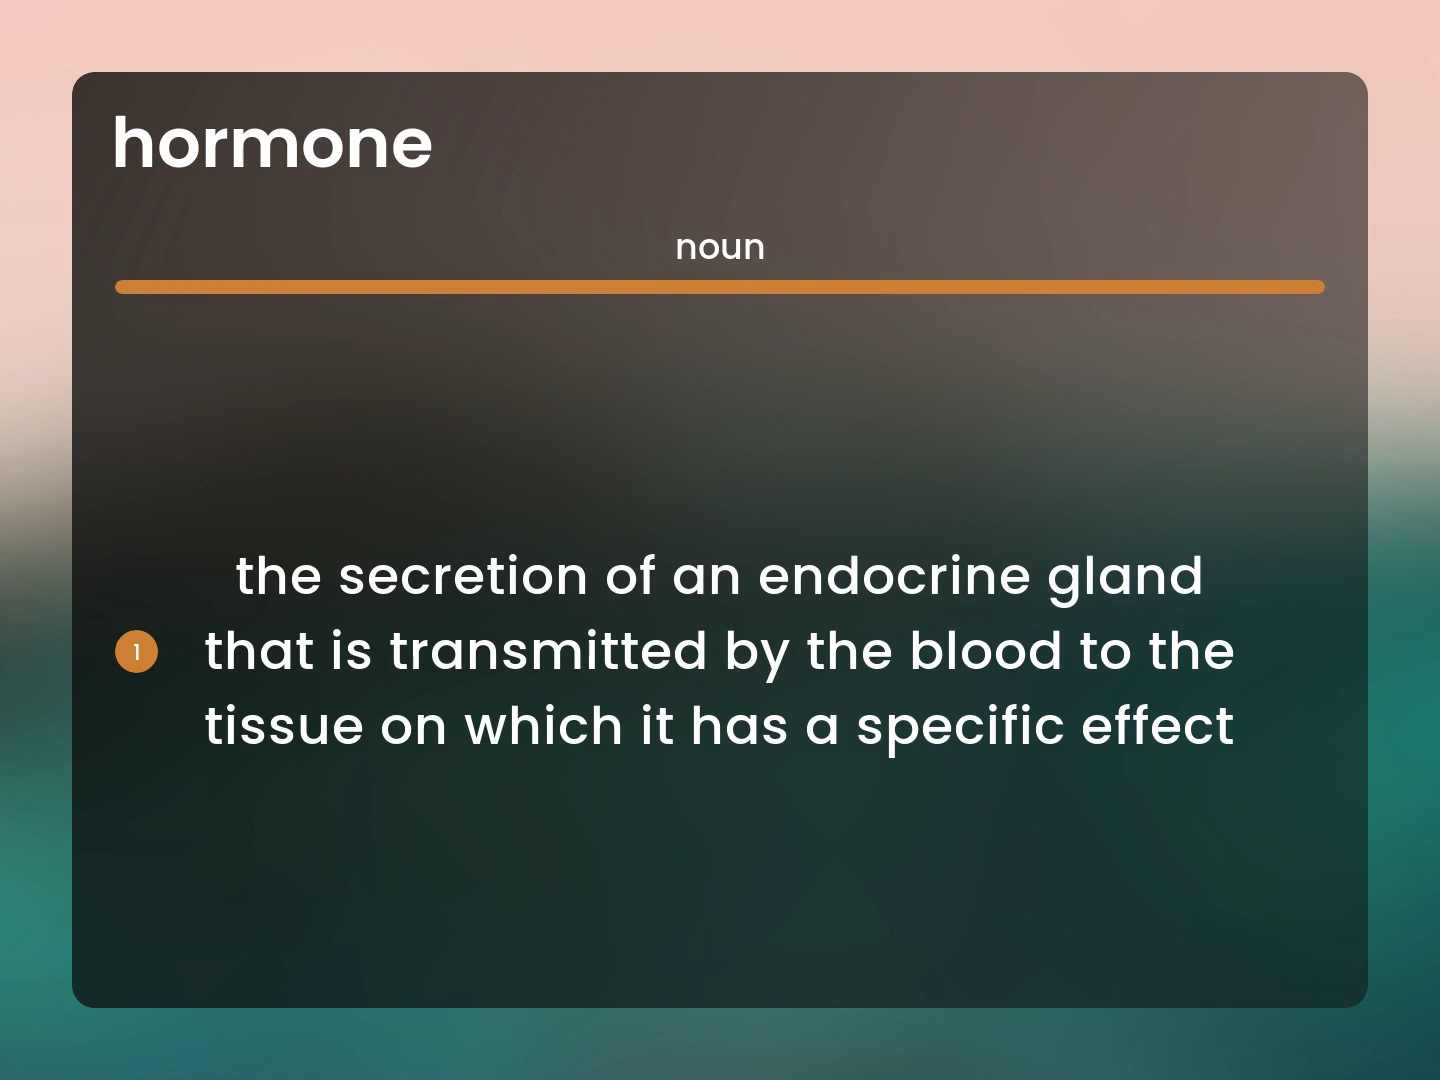 hormone
noun
the secretion of an endocrine gland
1 that is transmitted by the blood to the
tissue on which it has a specific effect